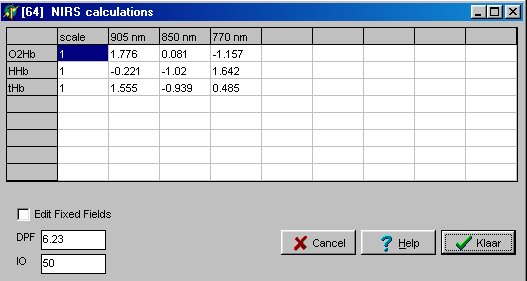 [64] NIRS calculations
scale 905 nm 850 nm 770 nm
O2Hb 1 1.776 0.081 -1.157
HHb 1 -0.221 -1.02 1.642
tHb 1 1.555 -0.939 0.485
Edit Fixed Fields
DPF 6.23
IO 50
Cancel ? Help Klaar